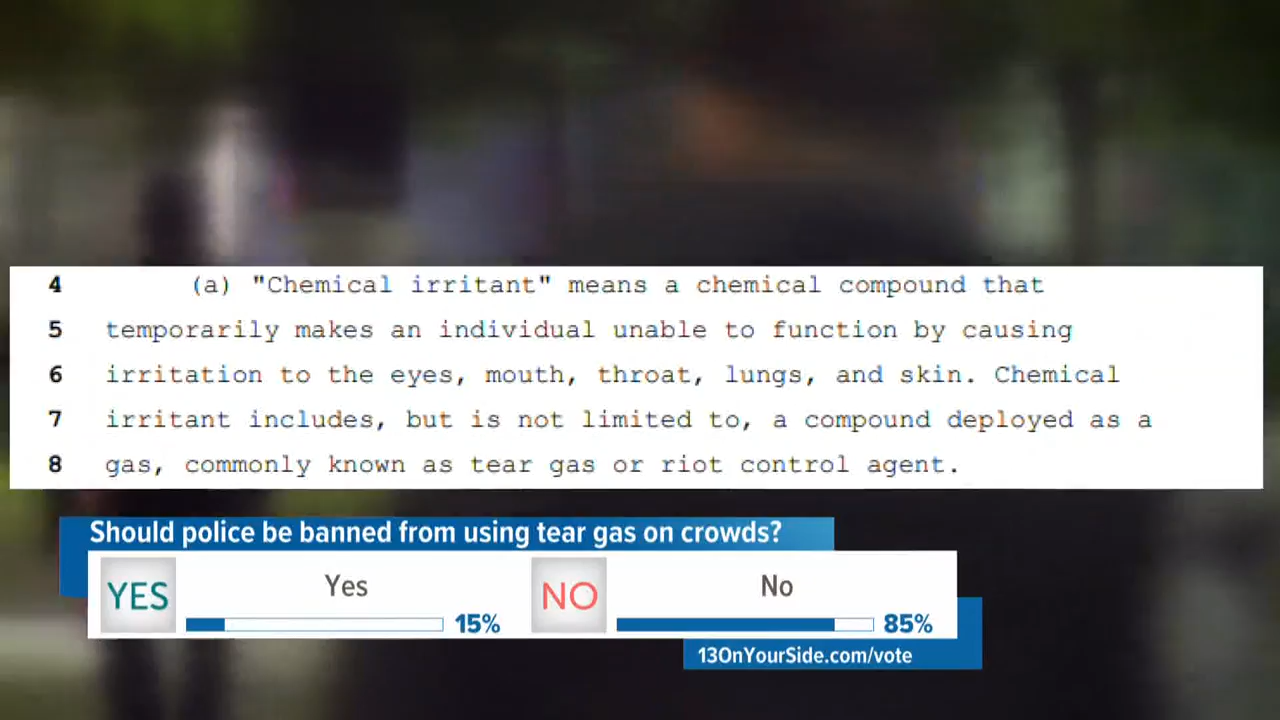 4 (a) "Chemical irritant" means a chemical compound that
5 temporarily makes an individual unable to function by causing
6 irritation to the eyes, mouth, throat, lungs, and skin. Chemical
7 irritant includes, but is not limited to, a compound deployed as a
8 gas, commonly known as tear gas or riot control agent.
Should police be banned from using tear gas on crowds?
YES Yes 15% NO No 85%
13OnYourSide.com/vote